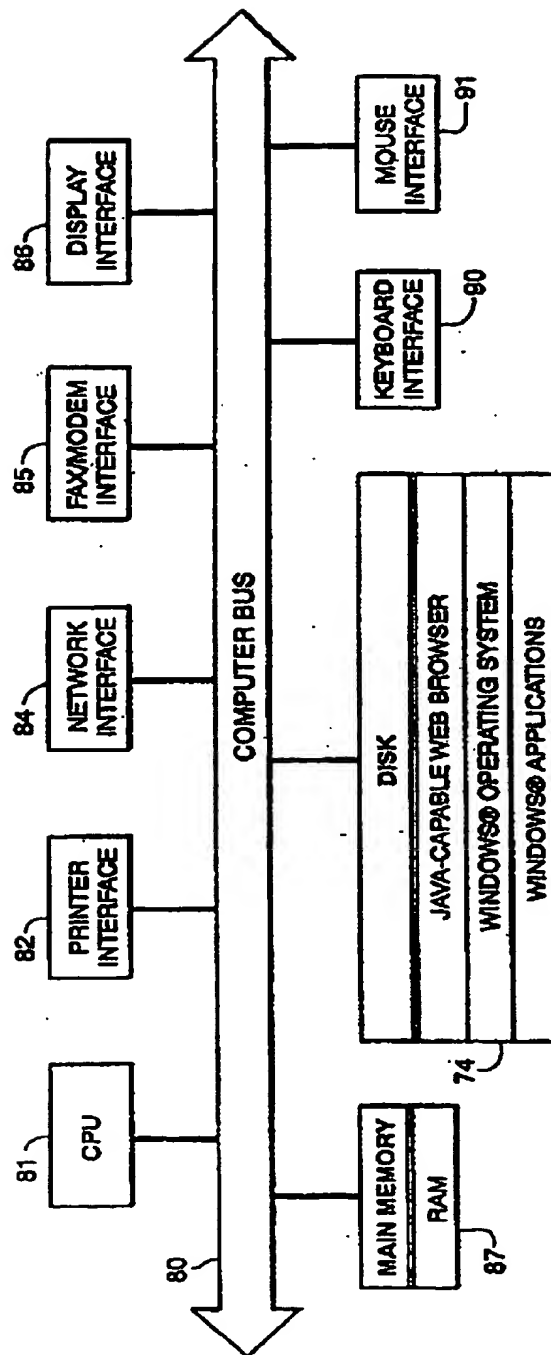 81
CPU
82
PRINTER
INTERFACE
84
NETWORK
INTERFACE
85
FAX/MODEM
INTERFACE
86
DISPLAY
INTERFACE
80
COMPUTER BUS
MAIN MEMORY
RAM
87
DISK
JAVA-CAPABLE WEB BROWSER
WINDOWS® OPERATING SYSTEM
WINDOWS® APPLICATIONS
74
KEYBOARD
INTERFACE
90
MOUSE
INTERFACE
91